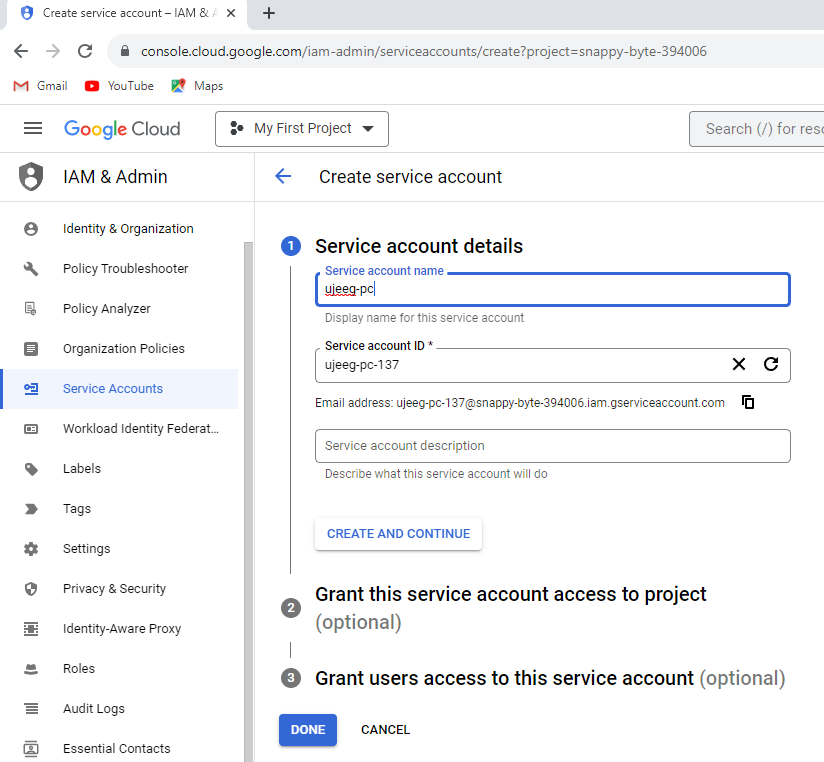 Create service account – IAM & A
console.cloud.google.com/iam-admin/serviceaccounts/create?project=snappy-byte-394006
Gmail YouTube Maps
Google Cloud My First Project Search (/) for reso
IAM & Admin
Create service account
Identity & Organization
Policy Troubleshooter
Policy Analyzer
Organization Policies
Service Accounts
Workload Identity Federat...
Labels
Tags
Settings
Privacy & Security
Identity-Aware Proxy
Roles
Audit Logs
Essential Contacts
1 Service account details
Service account name
ujeeg-pc
Display name for this service account
Service account ID *
ujeeg-pc-137
Email address: ujeeg-pc-137@snappy-byte-394006.iam.gserviceaccount.com
Service account description
Describe what this service account will do
CREATE AND CONTINUE
2 Grant this service account access to project
(optional)
3 Grant users access to this service account (optional)
DONE CANCEL